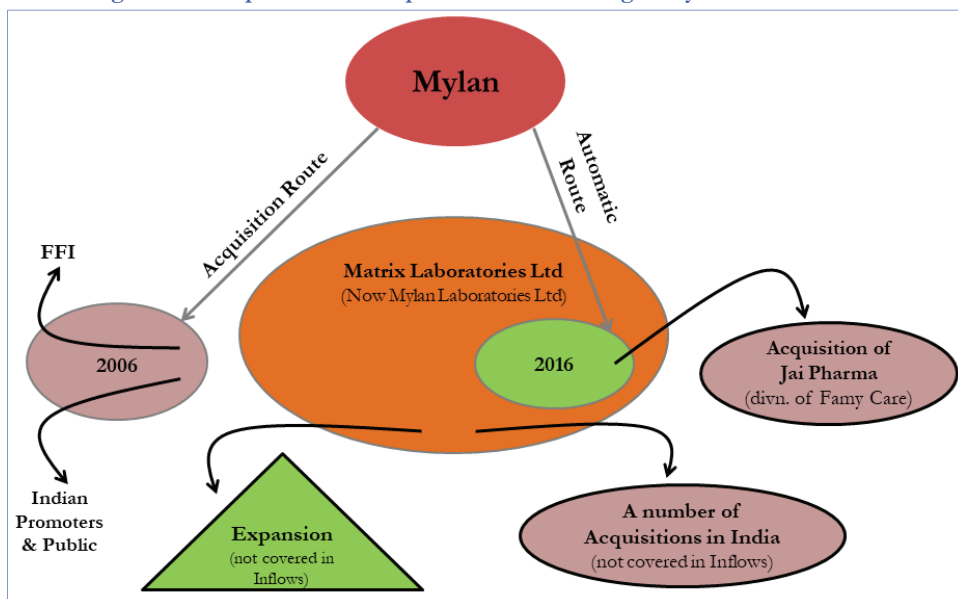 Mylan
Acquisition Route
Automatic
Route
FFI
Matrix Laboratories Ltd
(Now Mylan Laboratories Ltd)
2006
2016
Acquisition of
Jai Pharma
(divn. of Famy Care)
Indian
Promoters
& Public
Expansion
(not covered in
Inflows)
A number of
Acquisitions in India
(not covered in Inflows)